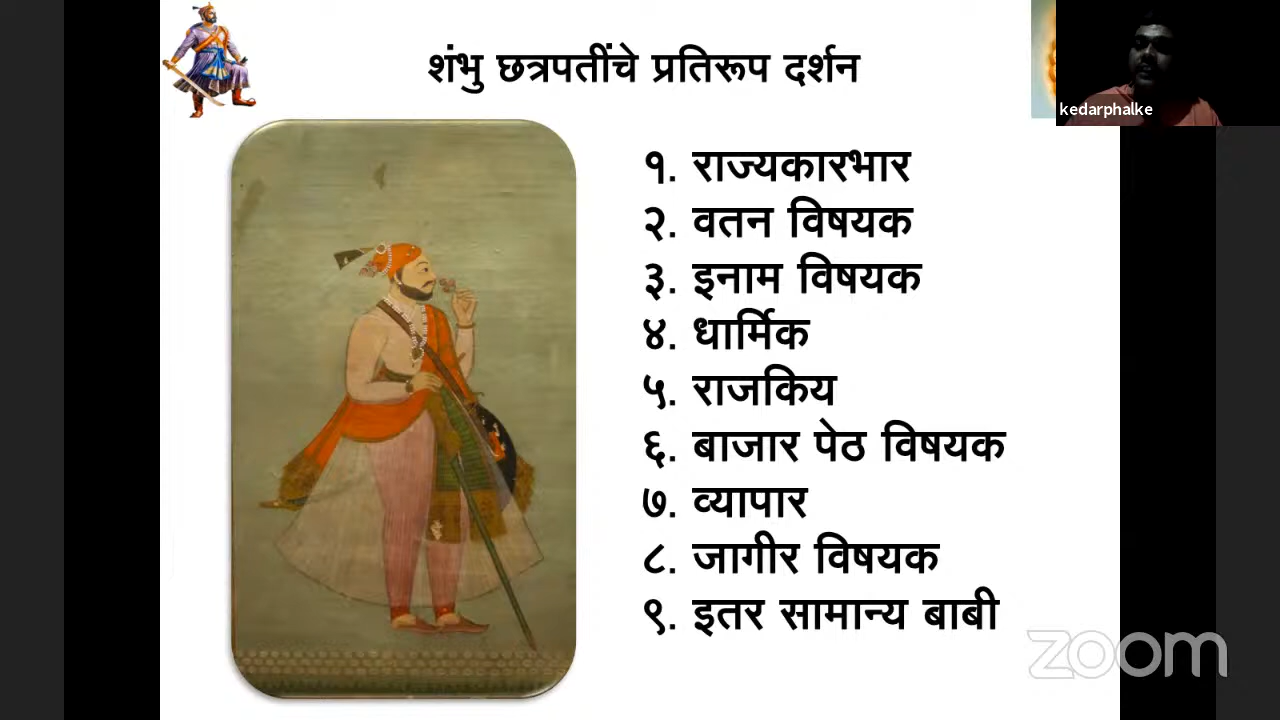 शंभु छत्रपतींचे प्रतिरूप दर्शन
kedarphalke
१. राज्यकारभार
२. वतन विषयक
३. इनाम विषयक
४. धार्मिक
५. राजकिय
६. बाजार पेठ विषयक
७. व्यापार
८. जागीर विषयक
९. इतर सामान्य बाबी
zoom